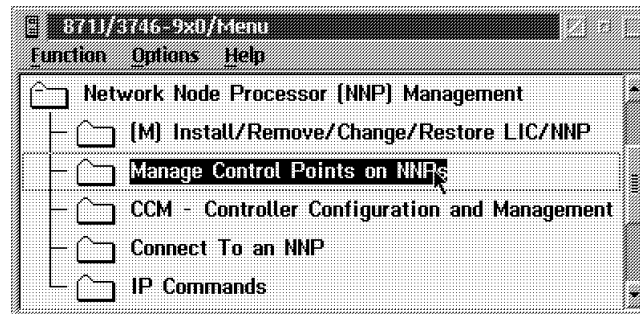 871J/3746-9x0/Menu
Function Options Help
Network Node Processor (NNP) Management
(M) Install/Remove/Change/Restore LIC/NNP
Manage Control Points on NNPs
CCM - Controller Configuration and Management
Connect To an NNP
IP Commands